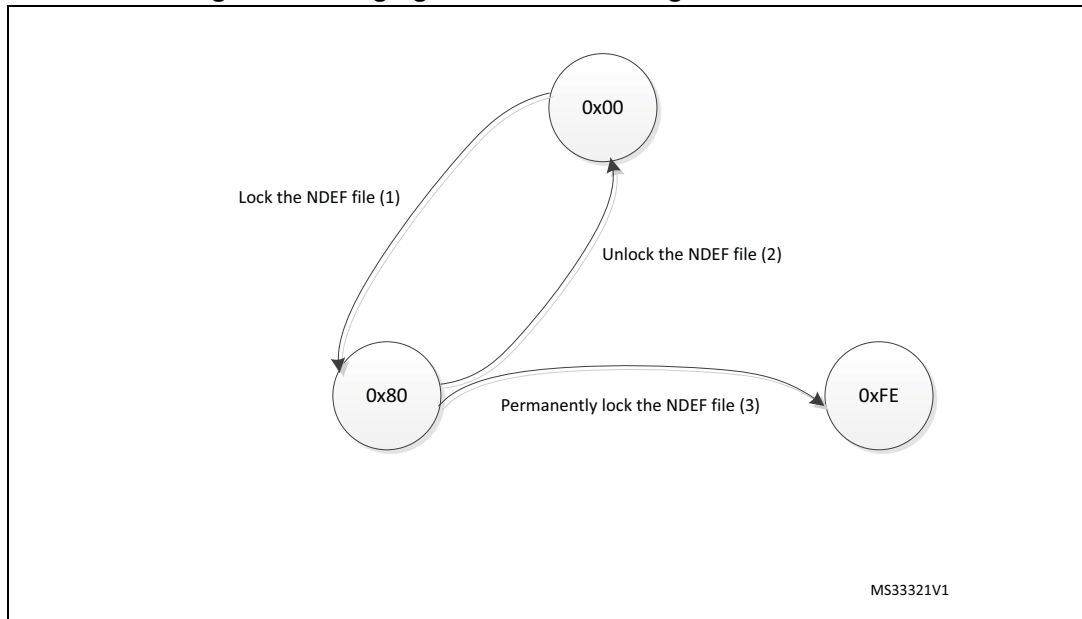 0x00
Lock the NDEF file (1)
Unlock the NDEF file (2)
0x80
Permanently lock the NDEF file (3)
0xFE
MS33321V1